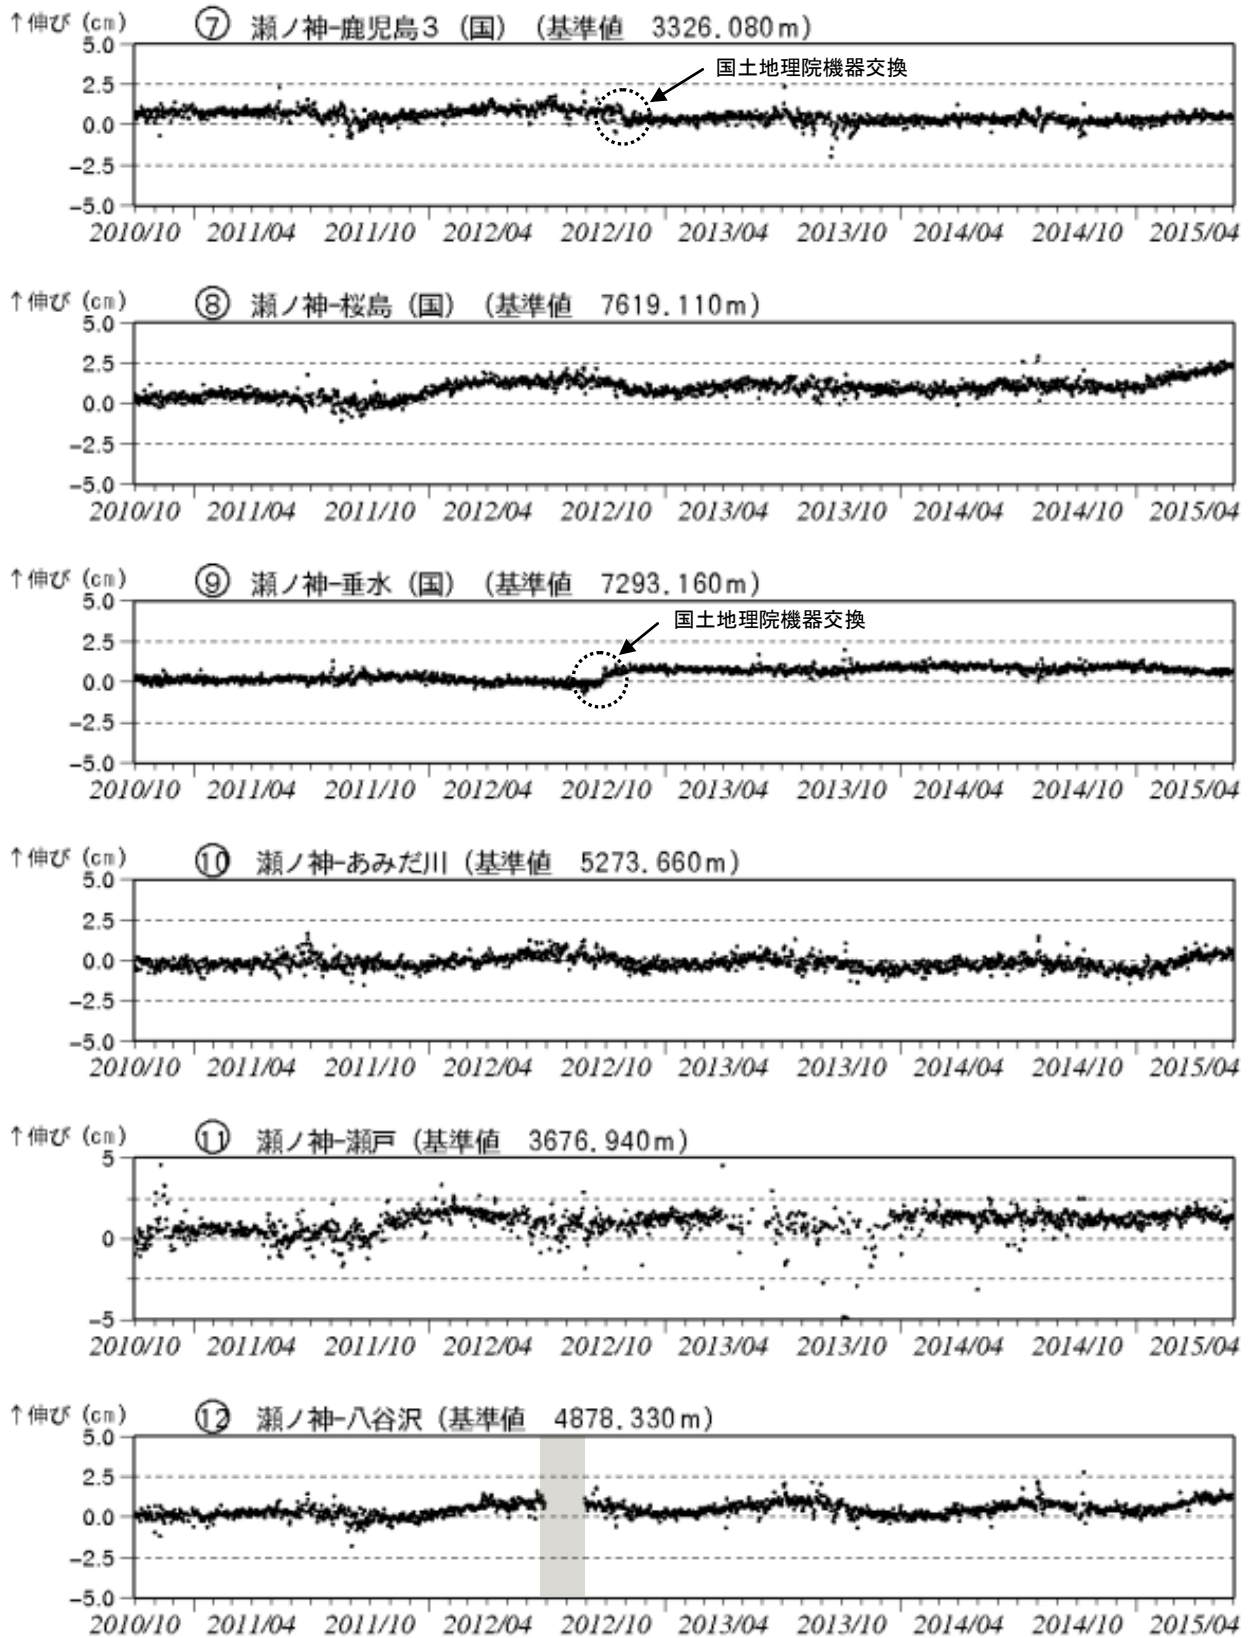 ↑伸び（cm） ⑦ 瀬ノ神−鹿児島３（国）（基準値 3326.080m）
5.0
国土地理院機器交換
2.5
0.0
−2.5
−5.0
2010/10 2011/04 2011/10 2012/04 2012/10 2013/04 2013/10 2014/04 2014/10 2015/04
↑伸び（cm） ⑧ 瀬ノ神−桜島（国）（基準値 7619.110m）
5.0
2.5
0.0
−2.5
−5.0
2010/10 2011/04 2011/10 2012/04 2012/10 2013/04 2013/10 2014/04 2014/10 2015/04
↑伸び（cm） ⑨ 瀬ノ神−垂水（国）（基準値 7293.160m）
5.0
国土地理院機器交換
2.5
0.0
−2.5
−5.0
2010/10 2011/04 2011/10 2012/04 2012/10 2013/04 2013/10 2014/04 2014/10 2015/04
↑伸び（cm） ⑩ 瀬ノ神−あみだ川（基準値 5273.660m）
5.0
2.5
0.0
−2.5
−5.0
2010/10 2011/04 2011/10 2012/04 2012/10 2013/04 2013/10 2014/04 2014/10 2015/04
↑伸び（cm） ⑪ 瀬ノ神−瀬戸（基準値 3676.940m）
5
0
−5
2010/10 2011/04 2011/10 2012/04 2012/10 2013/04 2013/10 2014/04 2014/10 2015/04
↑伸び（cm） ⑫ 瀬ノ神−八谷沢（基準値 4878.330m）
5.0
2.5
0.0
−2.5
−5.0
2010/10 2011/04 2011/10 2012/04 2012/10 2013/04 2013/10 2014/04 2014/10 2015/04